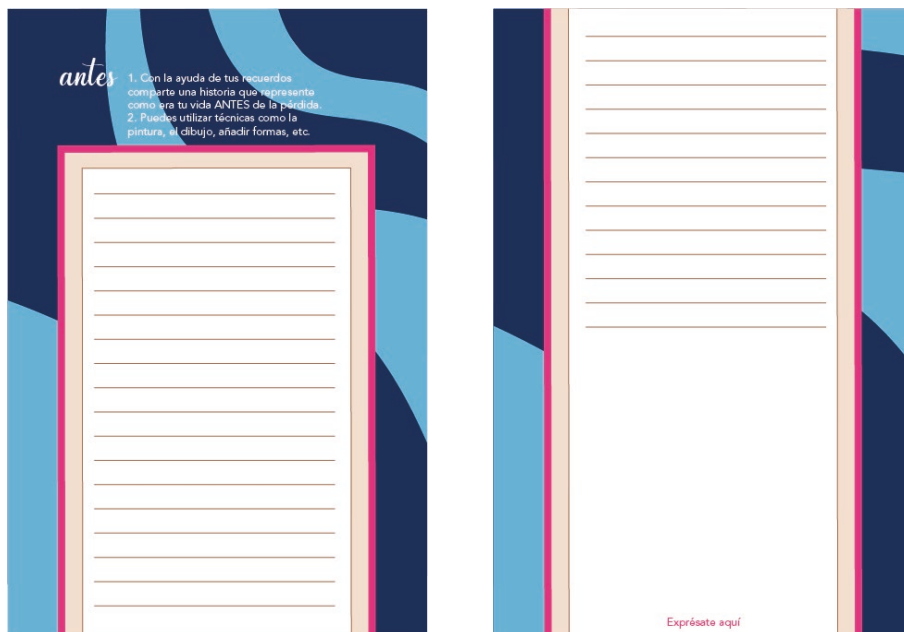 antes
1. Con la ayuda de tus recuerdos
comparte una historia que represente
como era tu vida ANTES de la pérdida.
2. Puedes utilizar técnicas como la
pintura, el dibujo, añadir formas, etc.
Exprésate aquí